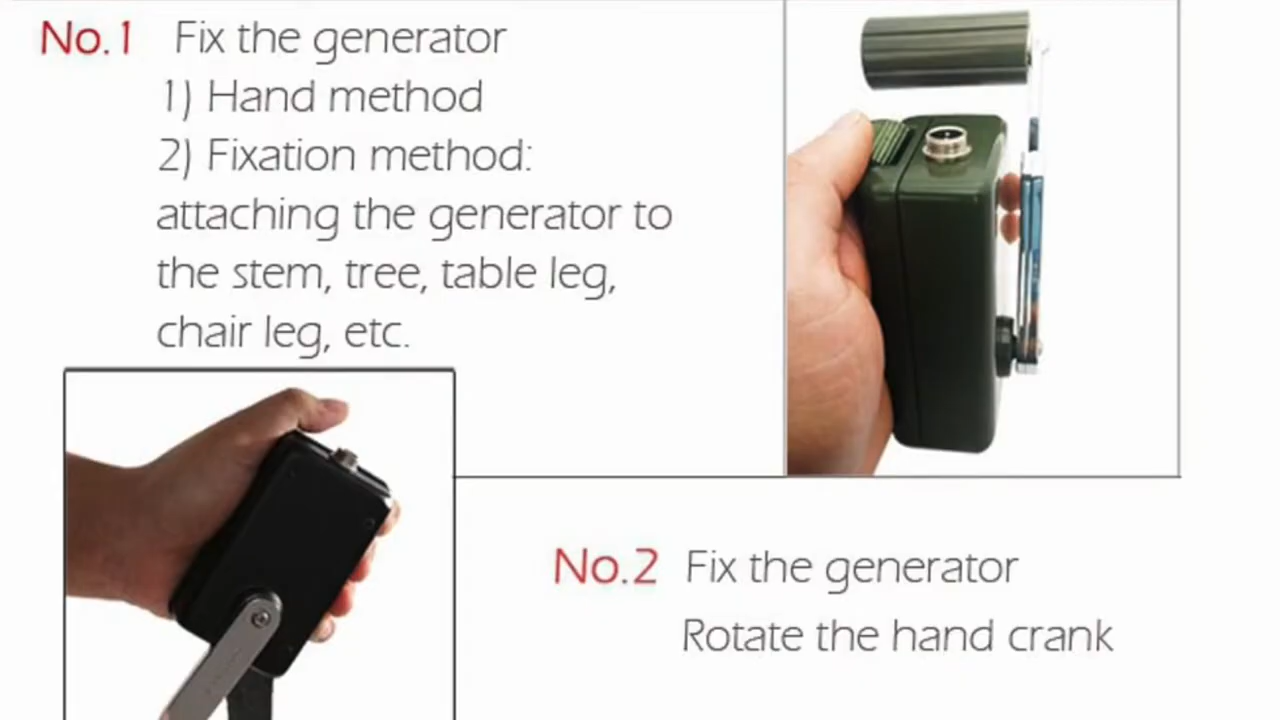 No.1 Fix the generator
1) Hand method
2) Fixation method:
attaching the generator to
the stem, tree, table leg,
chair leg, etc.
No.2 Fix the generator
Rotate the hand crank